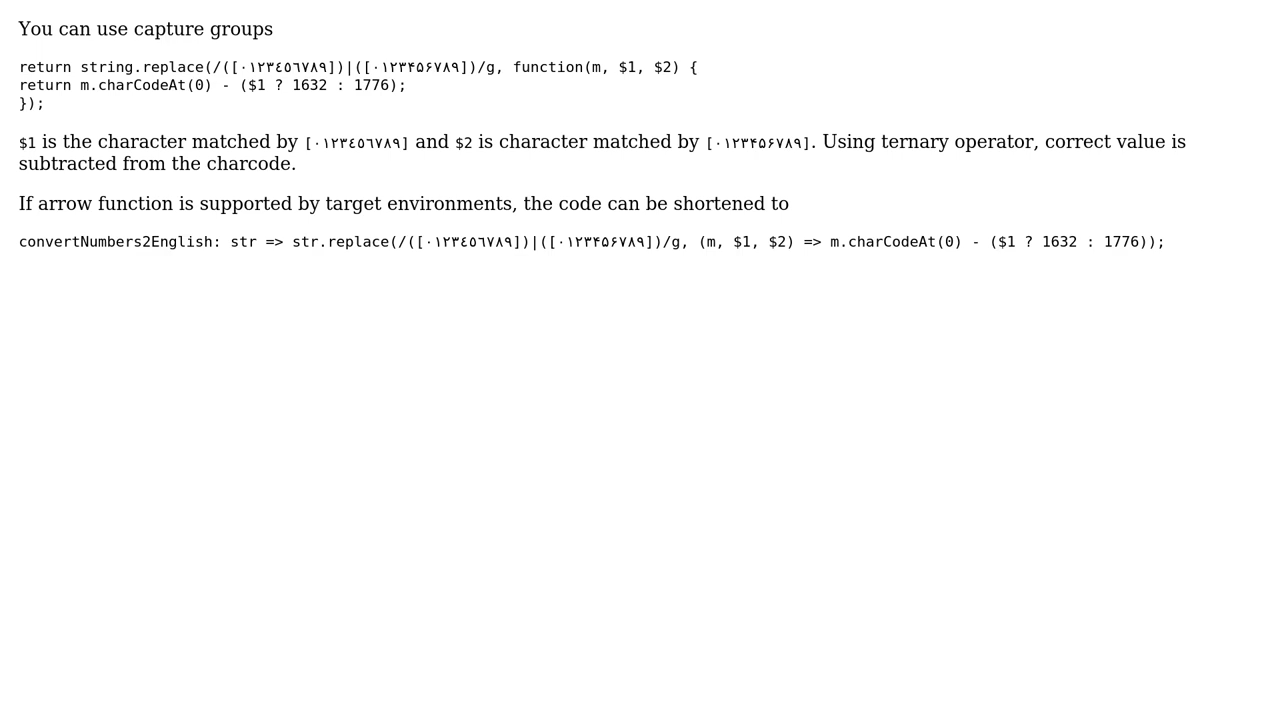 You can use capture groups
return string.replace(/([٠١٢٣٤٥٦٧٨٩])|([۰۱۲۳۴۵۶۷۸۹])/g, function(m, $1, $2) {
return m.charCodeAt(0) - ($1 ? 1632 : 1776);
});
$1 is the character matched by [٠١٢٣٤٥٦٧٨٩] and $2 is character matched by [۰۱۲۳۴۵۶۷۸۹]. Using ternary operator, correct value is
subtracted from the charcode.
If arrow function is supported by target environments, the code can be shortened to
convertNumbers2English: str => str.replace(/([٠١٢٣٤٥٦٧٨٩])|([۰۱۲۳۴۵۶۷۸۹])/g, (m, $1, $2) => m.charCodeAt(0) - ($1 ? 1632 : 1776));